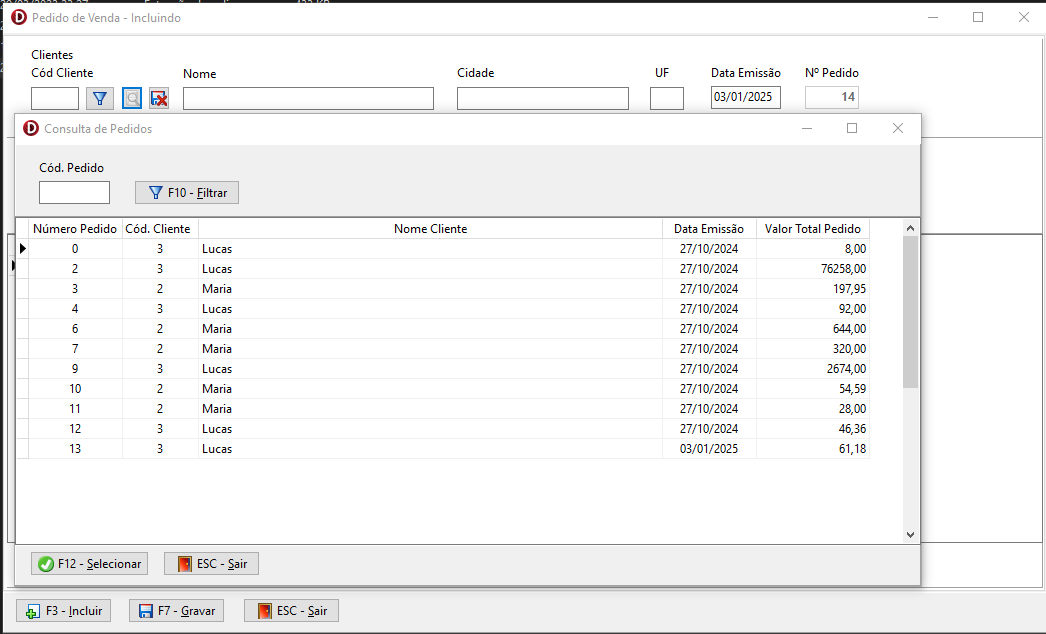 Pedido de Venda - Incluindo
Clientes
Cód Cliente Nome Cidade UF Data Emissão Nº Pedido
03/01/2025 14
Consulta de Pedidos
Cód. Pedido
F10 - Filtrar
Número Pedido Cód. Cliente Nome Cliente Data Emissão Valor Total Pedido
0 3 Lucas 27/10/2024 8,00
2 3 Lucas 27/10/2024 76258,00
3 2 Maria 27/10/2024 197,95
4 3 Lucas 27/10/2024 92,00
6 2 Maria 27/10/2024 644,00
7 2 Maria 27/10/2024 320,00
9 3 Lucas 27/10/2024 2674,00
10 2 Maria 27/10/2024 54,59
11 2 Maria 27/10/2024 28,00
12 3 Lucas 27/10/2024 46,36
13 3 Lucas 03/01/2025 61,18
F12 - Selecionar ESC - Sair
F3 - Incluir F7 - Gravar ESC - Sair